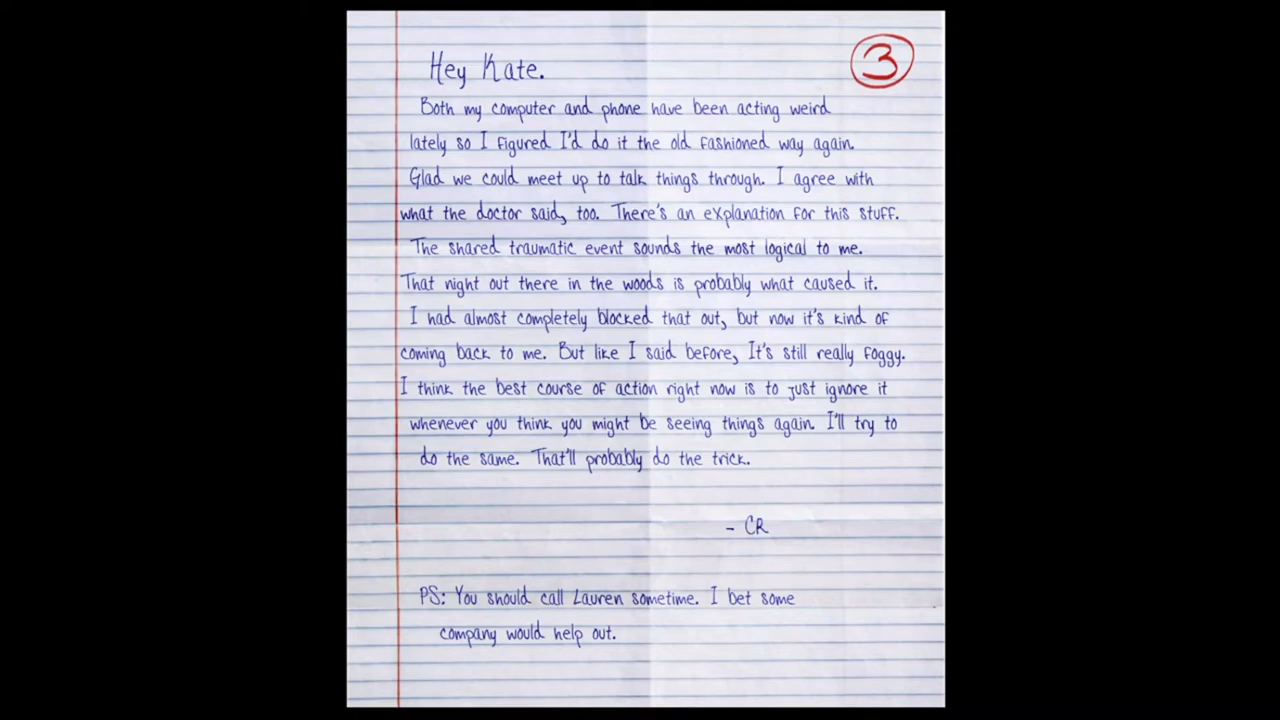 3
Hey Kate.
Both my computer and phone have been acting weird
lately so I figured I'd do it the old fashioned way again.
Glad we could meet up to talk things through. I agree with
what the doctor said, too. There's an explanation for this stuff.
The shared traumatic event sounds the most logical to me.
That night out there in the woods is probably what caused it.
I had almost completely blocked that out, but now it's kind of
coming back to me. But like I said before, It's still really foggy.
I think the best course of action right now is to just ignore it
whenever you think you might be seeing things again. I'll try to
do the same. That'll probably do the trick.
- CR
PS: You should call Lauren sometime. I bet some
company would help out.